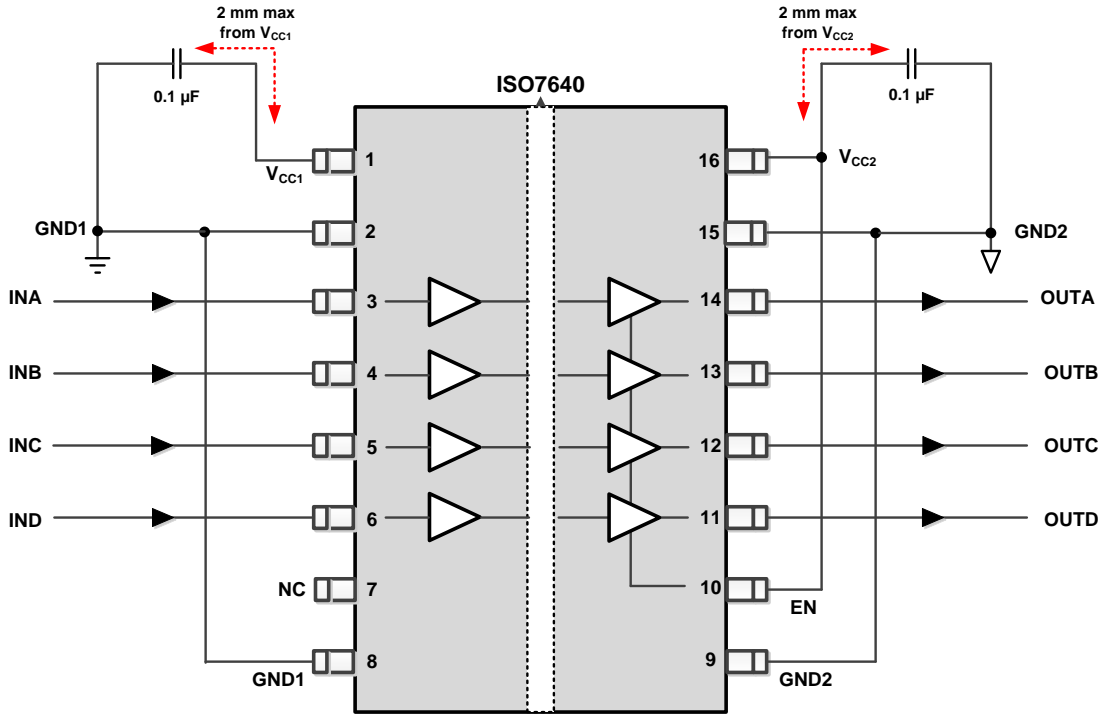 2 mm max
from VCC1
2 mm max
from VCC2
0.1 µF
0.1 µF
ISO7640
VCC1
1
16
VCC2
GND1
2
15
GND2
INA
3
14
OUTA
INB
4
13
OUTB
INC
5
12
OUTC
IND
6
11
OUTD
NC
7
10
EN
GND1
8
9
GND2